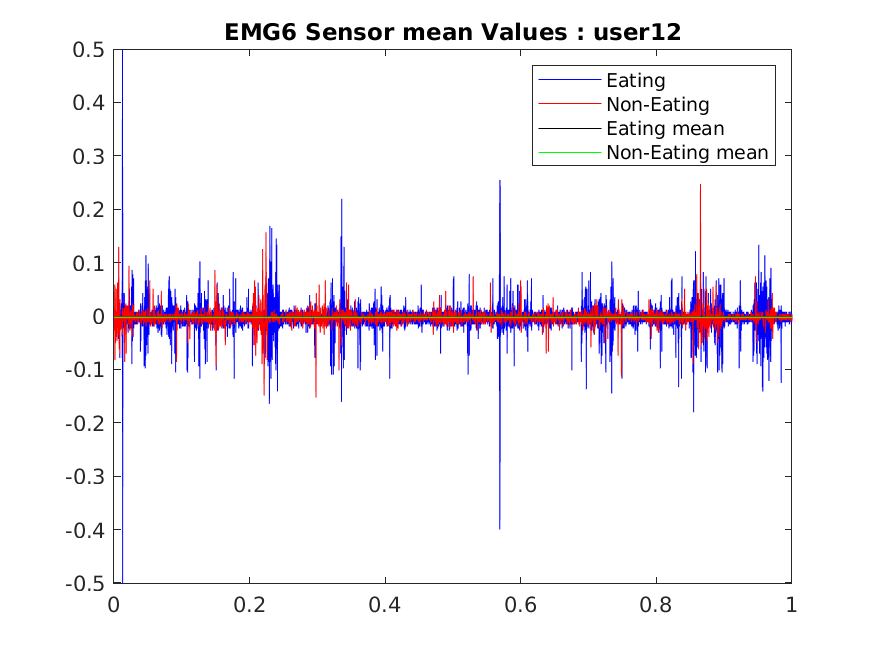 EMG6 Sensor mean Values : user12
Eating
Non-Eating
Eating mean
Non-Eating mean
0.5
0.4
0.3
0.2
0.1
0
-0.1
-0.2
-0.3
-0.4
-0.5
0 0.2 0.4 0.6 0.8 1